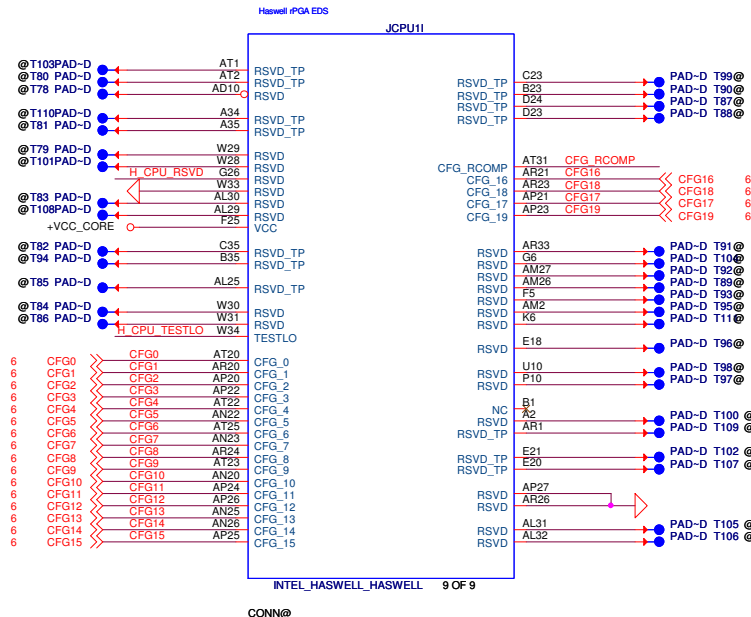 Haswell rPGA EDS
JCPU1I
@T103PAD~D AT1 RSVD_TP
@T80 PAD~D AT2 RSVD_TP
@T78 PAD~D AD10 RSVD
@T110PAD~D A34 RSVD_TP
@T81 PAD~D A35 RSVD_TP
@T79 PAD~D W29 RSVD
@T101PAD~D W28 RSVD
H_CPU_RSVD G26 RSVD
W33 RSVD
@T83 PAD~D AL30 RSVD
@T108PAD~D AL29 RSVD
+VCC_CORE F25 VCC
@T82 PAD~D C35 RSVD_TP
@T94 PAD~D B35 RSVD_TP
@T85 PAD~D AL25 RSVD_TP
@T84 PAD~D W30 RSVD
@T86 PAD~D W31 RSVD
H_CPU_TESTLO W34 TESTLO
6 CFG0 CFG0 AT20 CFG_0
6 CFG1 CFG1 AR20 CFG_1
6 CFG2 CFG2 AP20 CFG_2
6 CFG3 CFG3 AP22 CFG_3
6 CFG4 CFG4 AT22 CFG_4
6 CFG5 CFG5 AN22 CFG_5
6 CFG6 CFG6 AT25 CFG_6
6 CFG7 CFG7 AN23 CFG_7
6 CFG8 CFG8 AR24 CFG_8
6 CFG9 CFG9 AT23 CFG_9
6 CFG10 CFG10 AN20 CFG_10
6 CFG11 CFG11 AP24 CFG_11
6 CFG12 CFG12 AP26 CFG_12
6 CFG13 CFG13 AN25 CFG_13
6 CFG14 CFG14 AN26 CFG_14
6 CFG15 CFG15 AP25 CFG_15
RSVD_TP C23 PAD~D T99@
RSVD_TP B23 PAD~D T90@
RSVD_TP D24 PAD~D T87@
RSVD_TP D23 PAD~D T88@
CFG_RCOMP AT31 CFG_RCOMP
CFG_16 AR21 CFG16 CFG16 6
CFG_18 AR23 CFG18 CFG18 6
CFG_17 AP21 CFG17 CFG17 6
CFG_19 AP23 CFG19 CFG19 6
RSVD AR33 PAD~D T91@
RSVD G6 PAD~D T104@
RSVD AM27 PAD~D T92@
RSVD AM26 PAD~D T89@
RSVD F5 PAD~D T93@
RSVD AM2 PAD~D T95@
RSVD K6 PAD~D
RSVD E18 PAD~D T96@
RSVD U10 PAD~D T98@
RSVD P10 PAD~D T97@
NC B1
RSVD A2 PAD~D T100 @
RSVD_TP AR1 PAD~D T109 @
RSVD_TP E21 PAD~D T102 @
RSVD_TP E20 PAD~D T107 @
RSVD AP27
RSVD AR26
RSVD AL31 PAD~D T105 @
RSVD AL32 PAD~D T106 @
INTEL_HASWELL_HASWELL 9 OF 9
CONN@